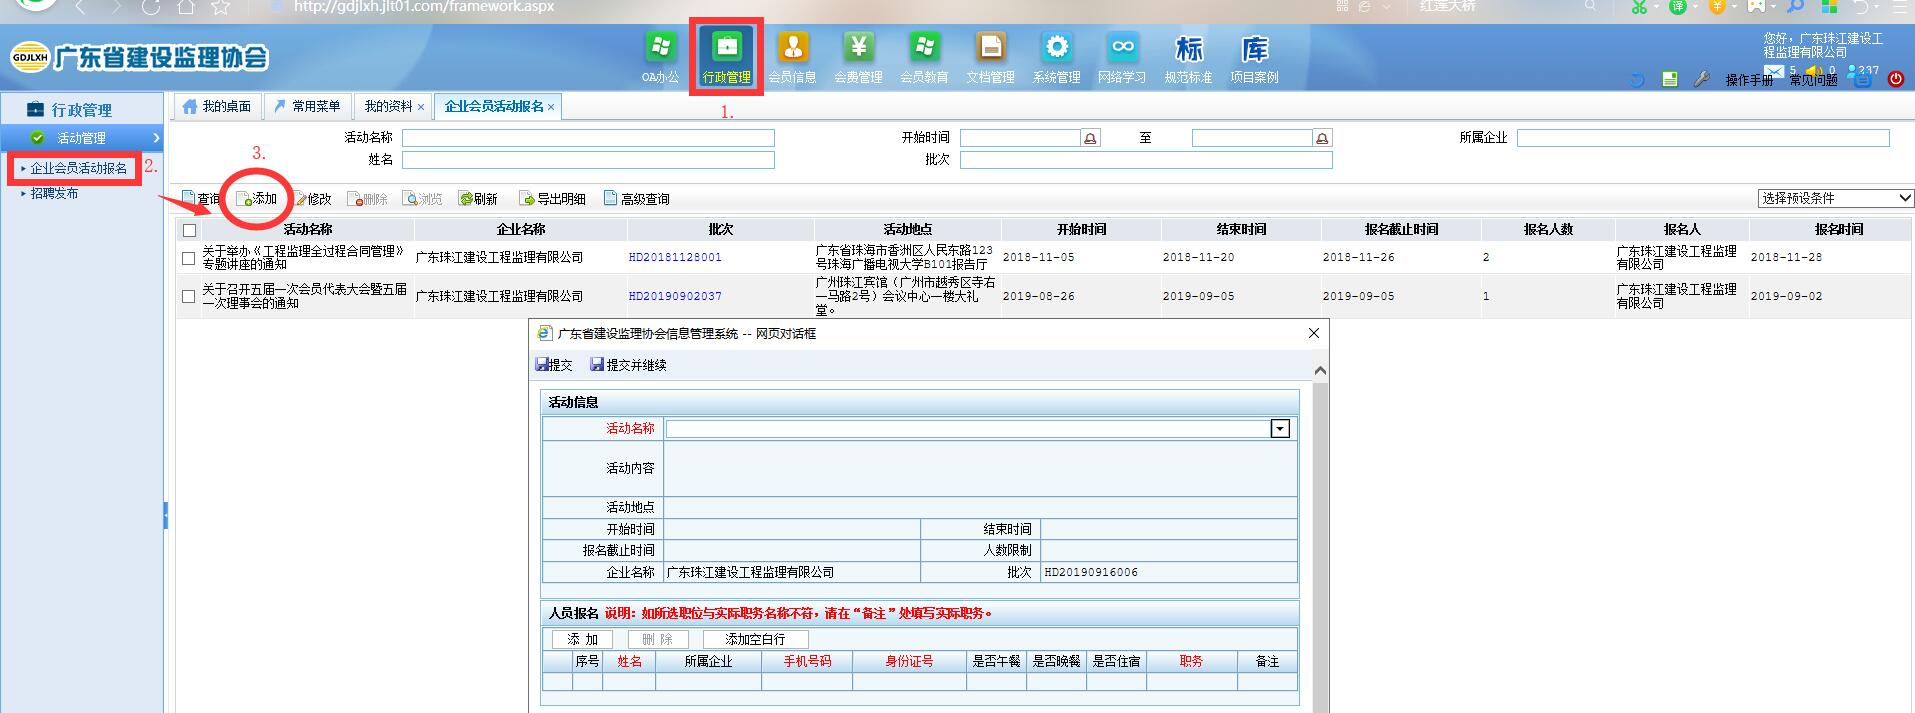 http://gdjlxh.jlt01.com/framework.aspx
红莲大桥
GDJLXH 广东省建设监理协会
OA办公 行政管理 会员信息 会费管理 会员教育 文档管理 系统管理 网络学习 规范标准 项目案例
标 库
您好，广东珠江建设工
程监理有限公司
5 0 237
操作手册 常见问题
1.
行政管理
活动管理
企业会员活动报名
2.
招聘发布
我的桌面 常用菜单 我的资料 × 企业会员活动报名 ×
活动名称 开始时间 至 所属企业
姓名 批次
3.
查询 添加 修改 删除 浏览 刷新 导出明细 高级查询 选择预设条件
活动名称 企业名称 批次 活动地点 开始时间 结束时间 报名截止时间 报名人数 报名人 报名时间
关于举办《工程监理全过程合同管理》
专题讲座的通知
广东珠江建设工程监理有限公司 HD20181128001
广东省珠海市香洲区人民东路123
号珠海广播电视大学B101报告厅
2018-11-05 2018-11-20 2018-11-26 2
广东珠江建设工程监理
有限公司
2018-11-28
关于召开五届一次会员代表大会暨五届
一次理事会的通知
广东珠江建设工程监理有限公司 HD20190902037
广州珠江宾馆（广州市越秀区寺右
一马路2号）会议中心一楼大礼
堂。
2019-08-26 2019-09-05 2019-09-05 1
广东珠江建设工程监理
有限公司
2019-09-02
广东省建设监理协会信息管理系统 -- 网页对话框
提交 提交并继续
活动信息
活动名称
活动内容
活动地点
开始时间 结束时间
报名截止时间 人数限制
企业名称 广东珠江建设工程监理有限公司 批次 HD20190916006
人员报名 说明：如所选职位与实际职务名称不符，请在“备注”处填写实际职务。
添 加 删 除 添加空白行
序号 姓名 所属企业 手机号码 身份证号 是否午餐 是否晚餐 是否住宿 职务 备注